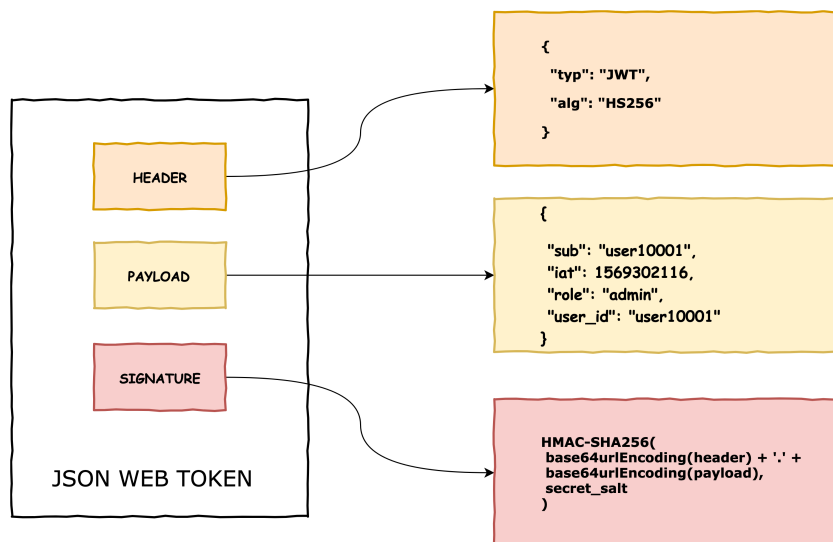 HEADER
PAYLOAD
SIGNATURE
JSON WEB TOKEN
{
"typ": "JWT",
"alg": "HS256"
}
{
"sub": "user10001",
"iat": 1569302116,
"role": "admin",
"user_id": "user10001"
}
HMAC-SHA256(
base64urlEncoding(header) + '.' +
base64urlEncoding(payload),
secret_salt
)